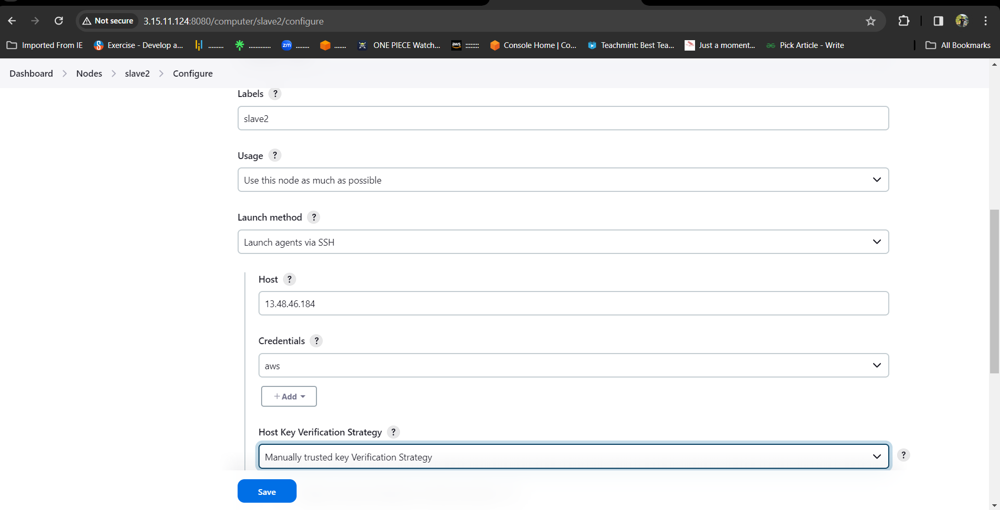 Not secure 3.15.11.124:8080/computer/slave2/configure
Imported From IE Exercise - Develop a... ......... ............. zm ........ ....... ONE PIECE Watch... aws :::::::: Console Home | Co... Teachmint: Best Tea... Just a moment... Pick Article - Write All Bookmarks
Dashboard > Nodes > slave2 > Configure
Labels ?
slave2
Usage ?
Use this node as much as possible
Launch method ?
Launch agents via SSH
Host ?
13.48.46.184
Credentials ?
aws
+ Add
Host Key Verification Strategy ?
Manually trusted key Verification Strategy ?
Save